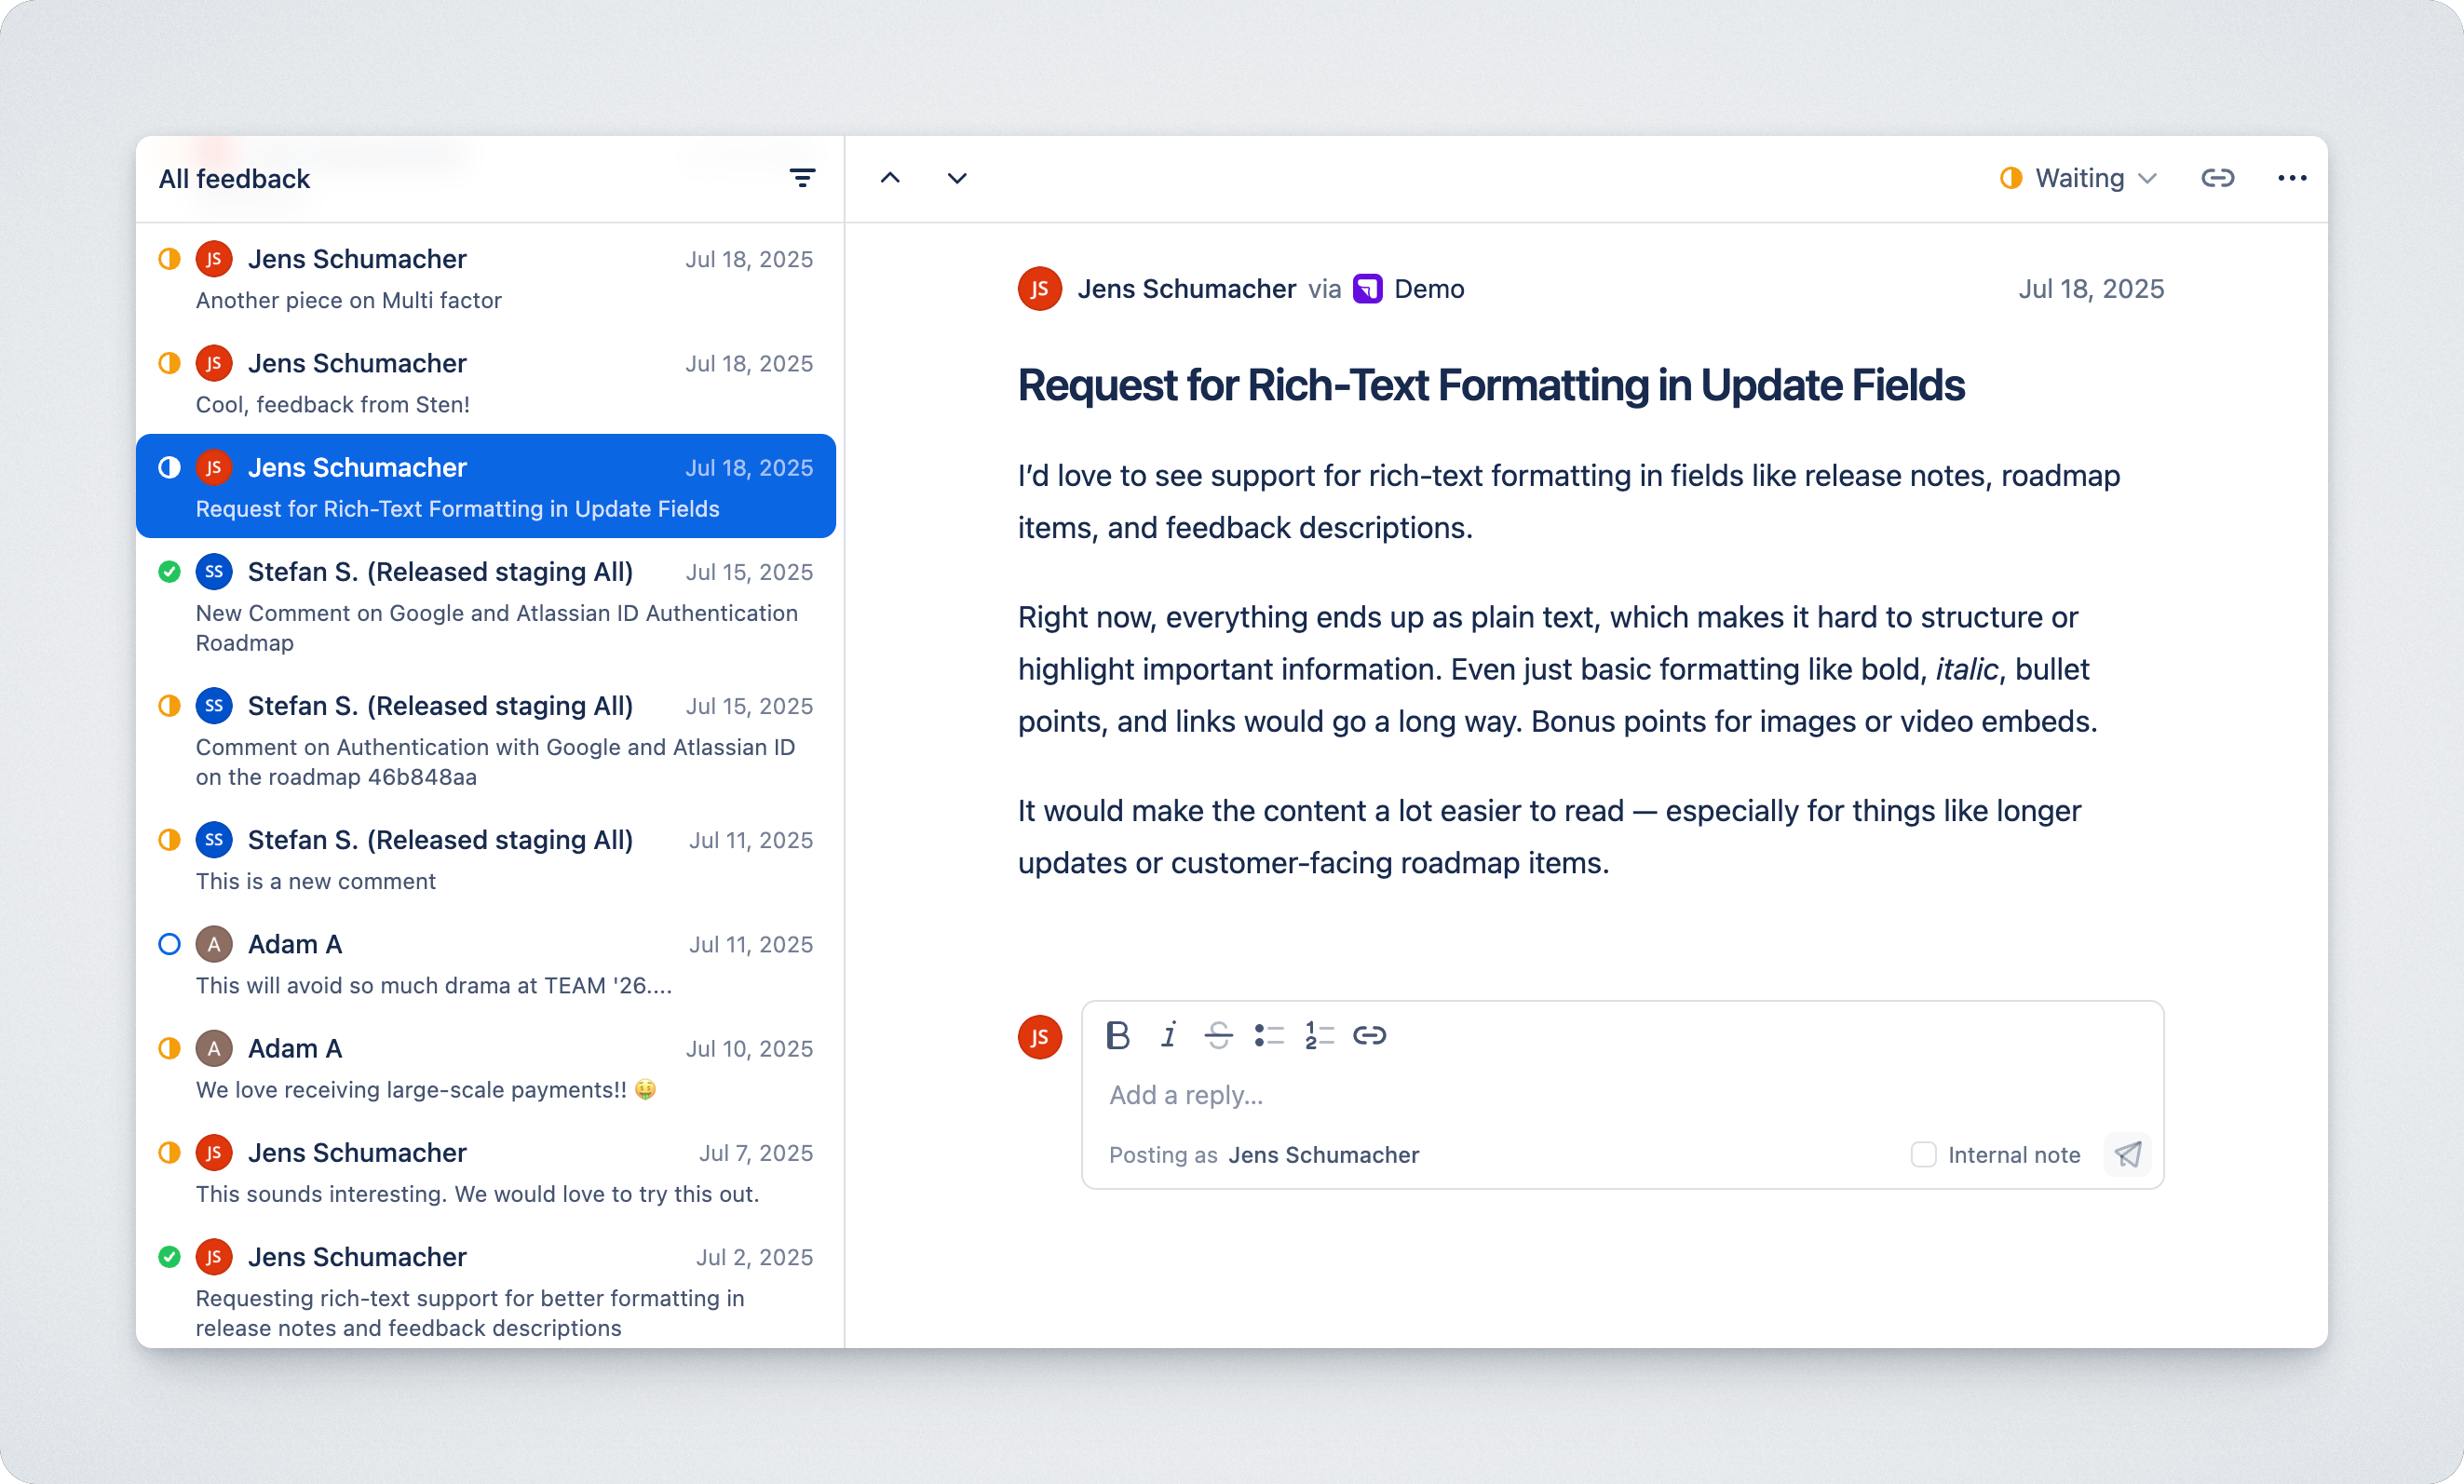 All feedback
JS Jens Schumacher Jul 18, 2025
Another piece on Multi factor
JS Jens Schumacher Jul 18, 2025
Cool, feedback from Sten!
JS Jens Schumacher Jul 18, 2025
Request for Rich-Text Formatting in Update Fields
SS Stefan S. (Released staging All) Jul 15, 2025
New Comment on Google and Atlassian ID Authentication
Roadmap
SS Stefan S. (Released staging All) Jul 15, 2025
Comment on Authentication with Google and Atlassian ID
on the roadmap 46b848aa
SS Stefan S. (Released staging All) Jul 11, 2025
This is a new comment
A Adam A Jul 11, 2025
This will avoid so much drama at TEAM '26....
A Adam A Jul 10, 2025
We love receiving large-scale payments!! 🤑
JS Jens Schumacher Jul 7, 2025
This sounds interesting. We would love to try this out.
JS Jens Schumacher Jul 2, 2025
Requesting rich-text support for better formatting in
release notes and feedback descriptions
Waiting
JS Jens Schumacher via Demo Jul 18, 2025
Request for Rich-Text Formatting in Update Fields
I’d love to see support for rich-text formatting in fields like release notes, roadmap
items, and feedback descriptions.
Right now, everything ends up as plain text, which makes it hard to structure or
highlight important information. Even just basic formatting like bold, italic, bullet
points, and links would go a long way. Bonus points for images or video embeds.
It would make the content a lot easier to read — especially for things like longer
updates or customer-facing roadmap items.
JS
Add a reply...
Posting as Jens Schumacher Internal note